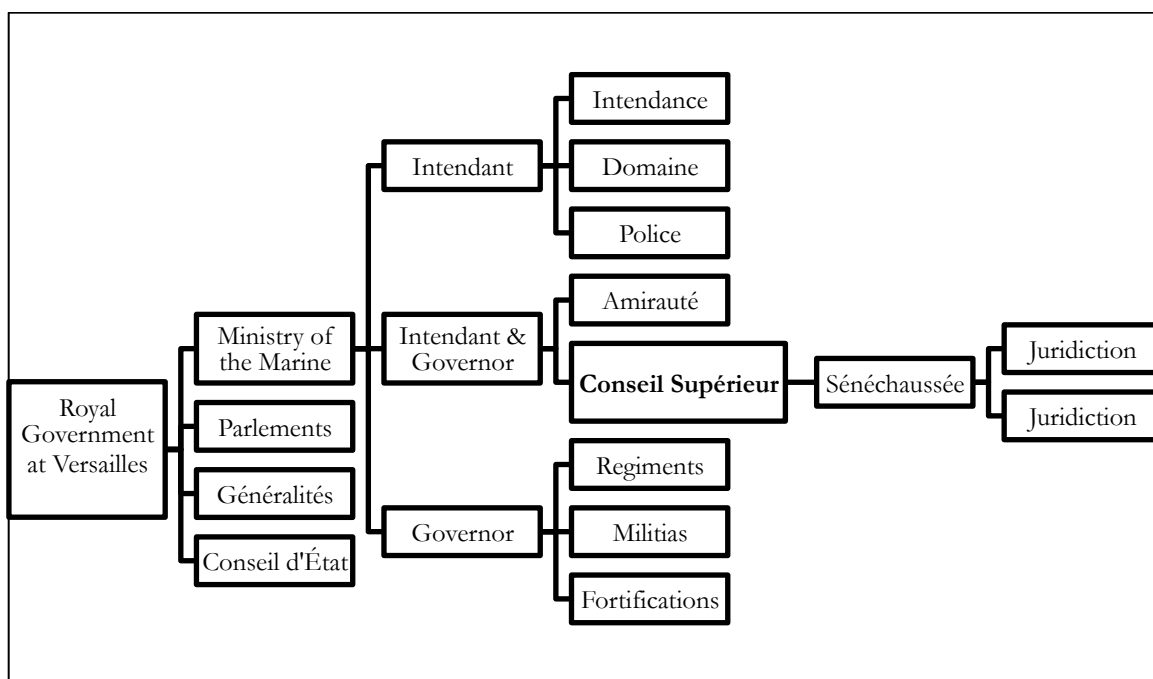 Royal
Government
at Versailles
Ministry of
the Marine
Parlements
Généralités
Conseil d'État
Intendant
Intendant &
Governor
Governor
Intendance
Domaine
Police
Amirauté
Conseil Supérieur
Regiments
Militias
Fortifications
Sénéchaussée
Juridiction
Juridiction